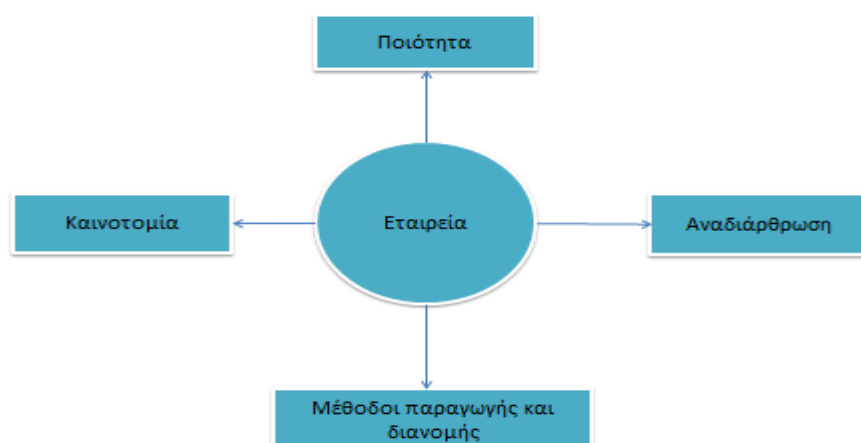 Ποιότητα
Καινοτομία
Εταιρεία
Αναδιάρθρωση
Μέθοδοι παραγωγής και
διανομής